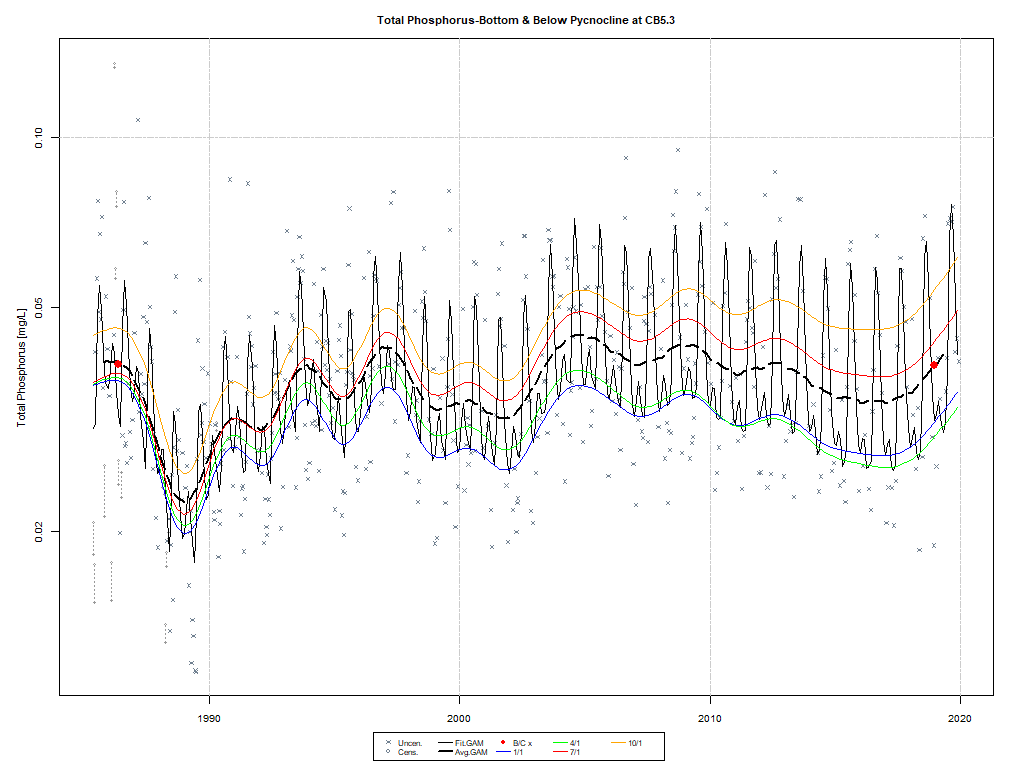 Total Phosphorus-Bottom & Below Pycnocline at CB5.3
Total Phosphorus [mg/L]
0.10
0.05
0.02
1990 2000 2010 2020
Uncen. Fit.GAM B/C x 4/1 10/1
Cens. Avg.GAM 1/1 7/1